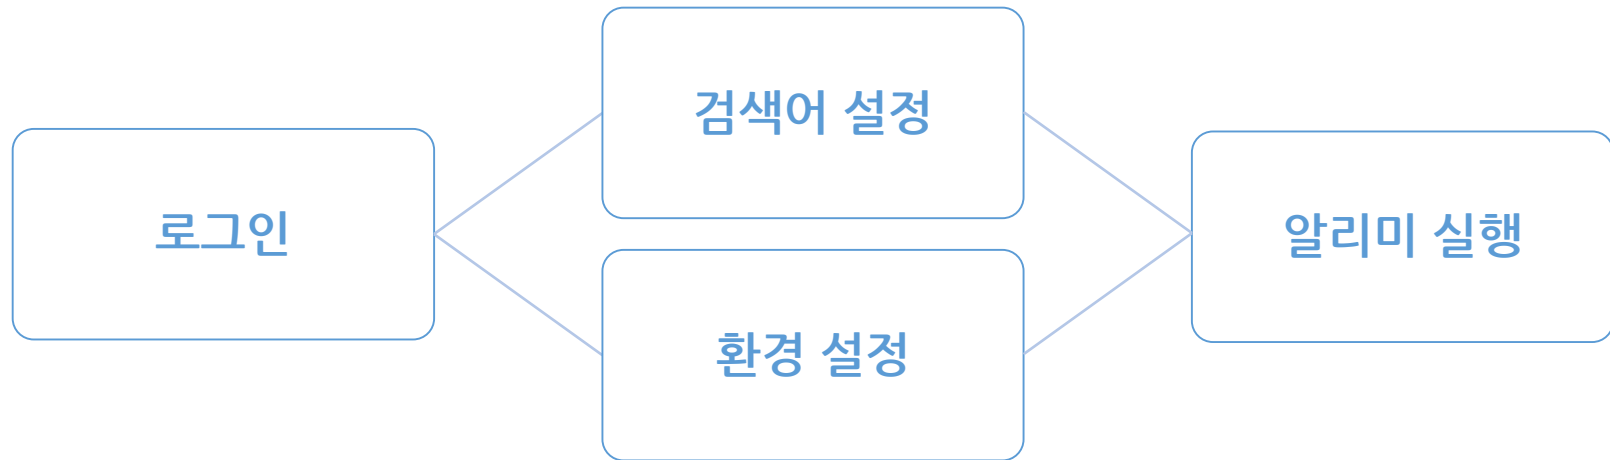 로그인
검색어 설정
환경 설정
알리미 실행